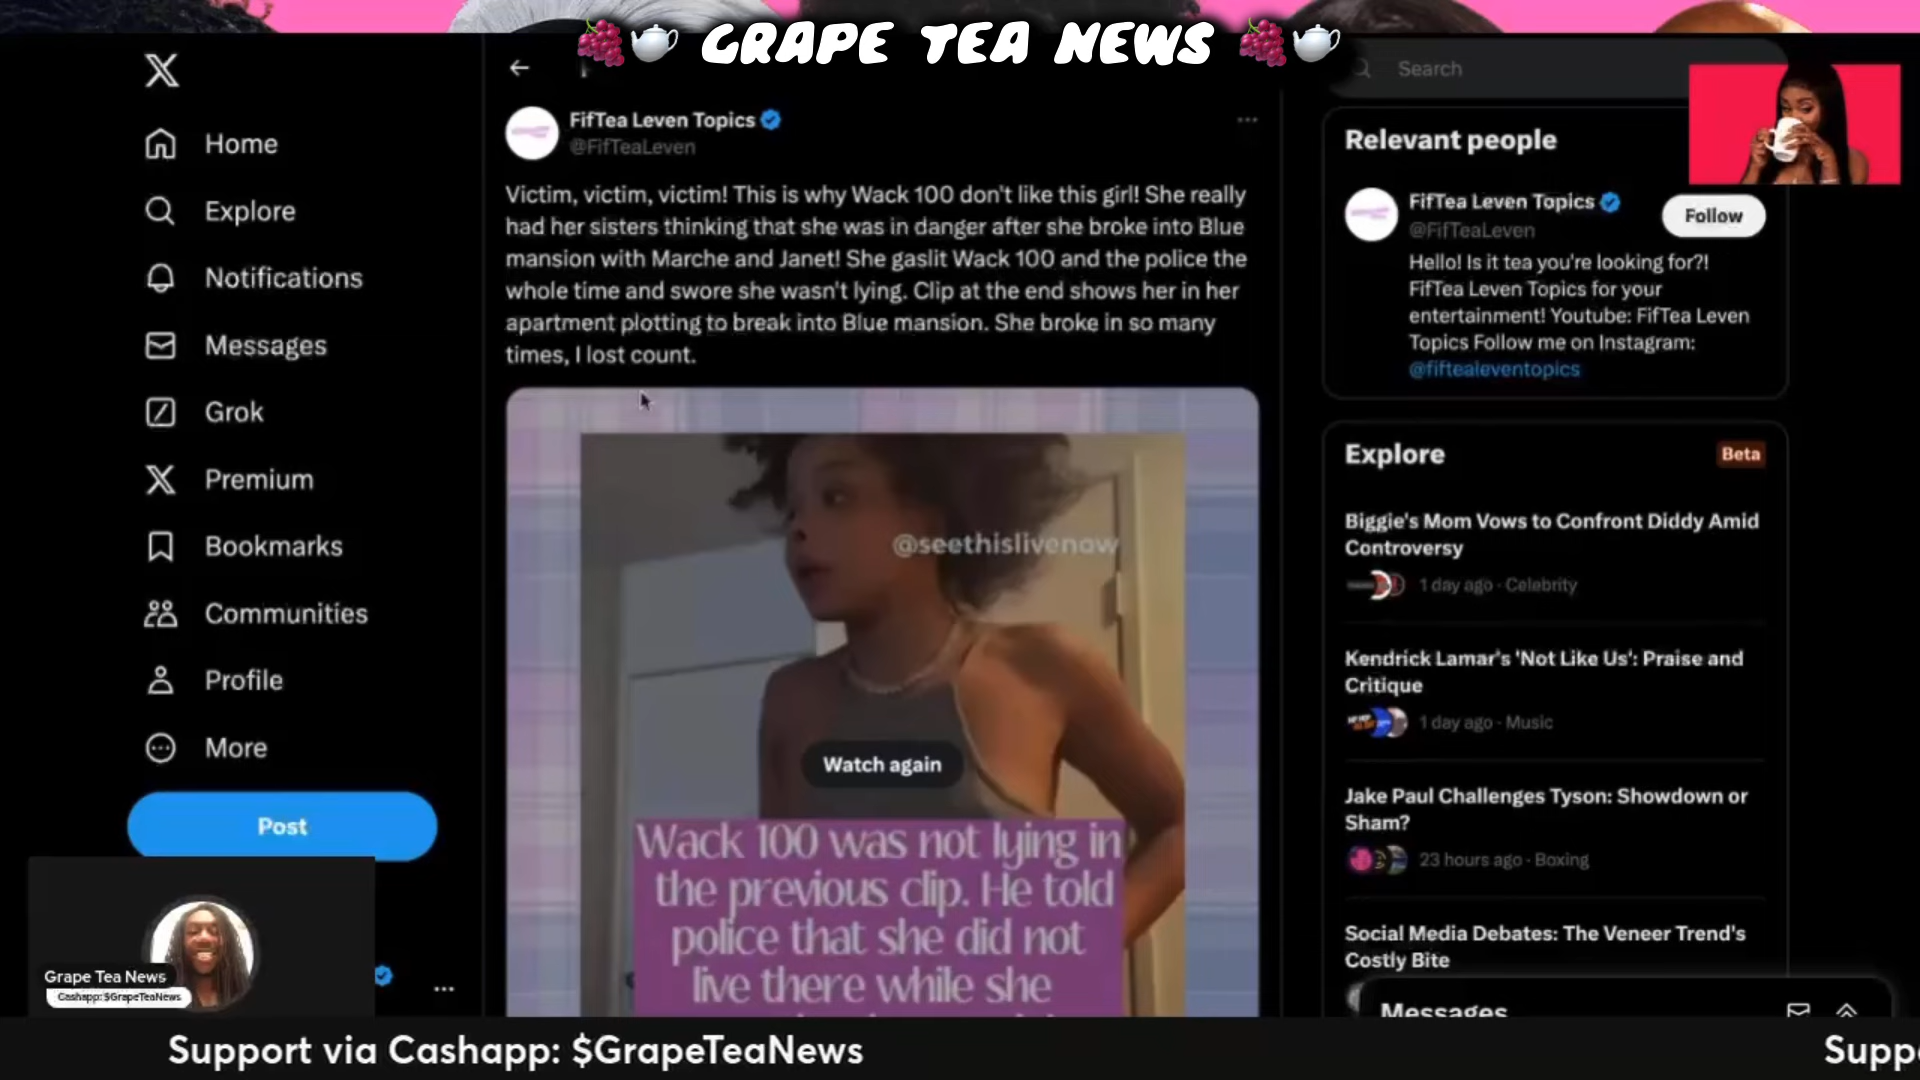 GRAPE TEA NEWS
Home
Explore
Notifications
Messages
Grok
Premium
Bookmarks
Communities
Profile
More
Post
Grape Tea News
Cashapp: $GrapeTeaNews
FifTea Leven Topics
@FifTeaLeven
Victim, victim, victim! This is why Wack 100 don't like this girl! She really
had her sisters thinking that she was in danger after she broke into Blue
mansion with Marche and Janet! She gaslit Wack 100 and the police the
whole time and swore she wasn't lying. Clip at the end shows her in her
apartment plotting to break into Blue mansion. She broke in so many
times, I lost count.
@seethislivenow
Watch again
Wack 100 was not lying in
the previous clip. He told
police that she did not
live there while she
Search
Relevant people
FifTea Leven Topics
@FifTeaLeven
Follow
Hello! Is it tea you're looking for?!
FifTea Leven Topics for your
entertainment! Youtube: FifTea Leven
Topics Follow me on Instagram:
@fiftealeventopics
Explore
Beta
Biggie's Mom Vows to Confront Diddy Amid
Controversy
1 day ago · Celebrity
Kendrick Lamar's 'Not Like Us': Praise and
Critique
1 day ago · Music
Jake Paul Challenges Tyson: Showdown or
Sham?
23 hours ago · Boxing
Social Media Debates: The Veneer Trend's
Costly Bite
Messages
Support via Cashapp: $GrapeTeaNews
Supp